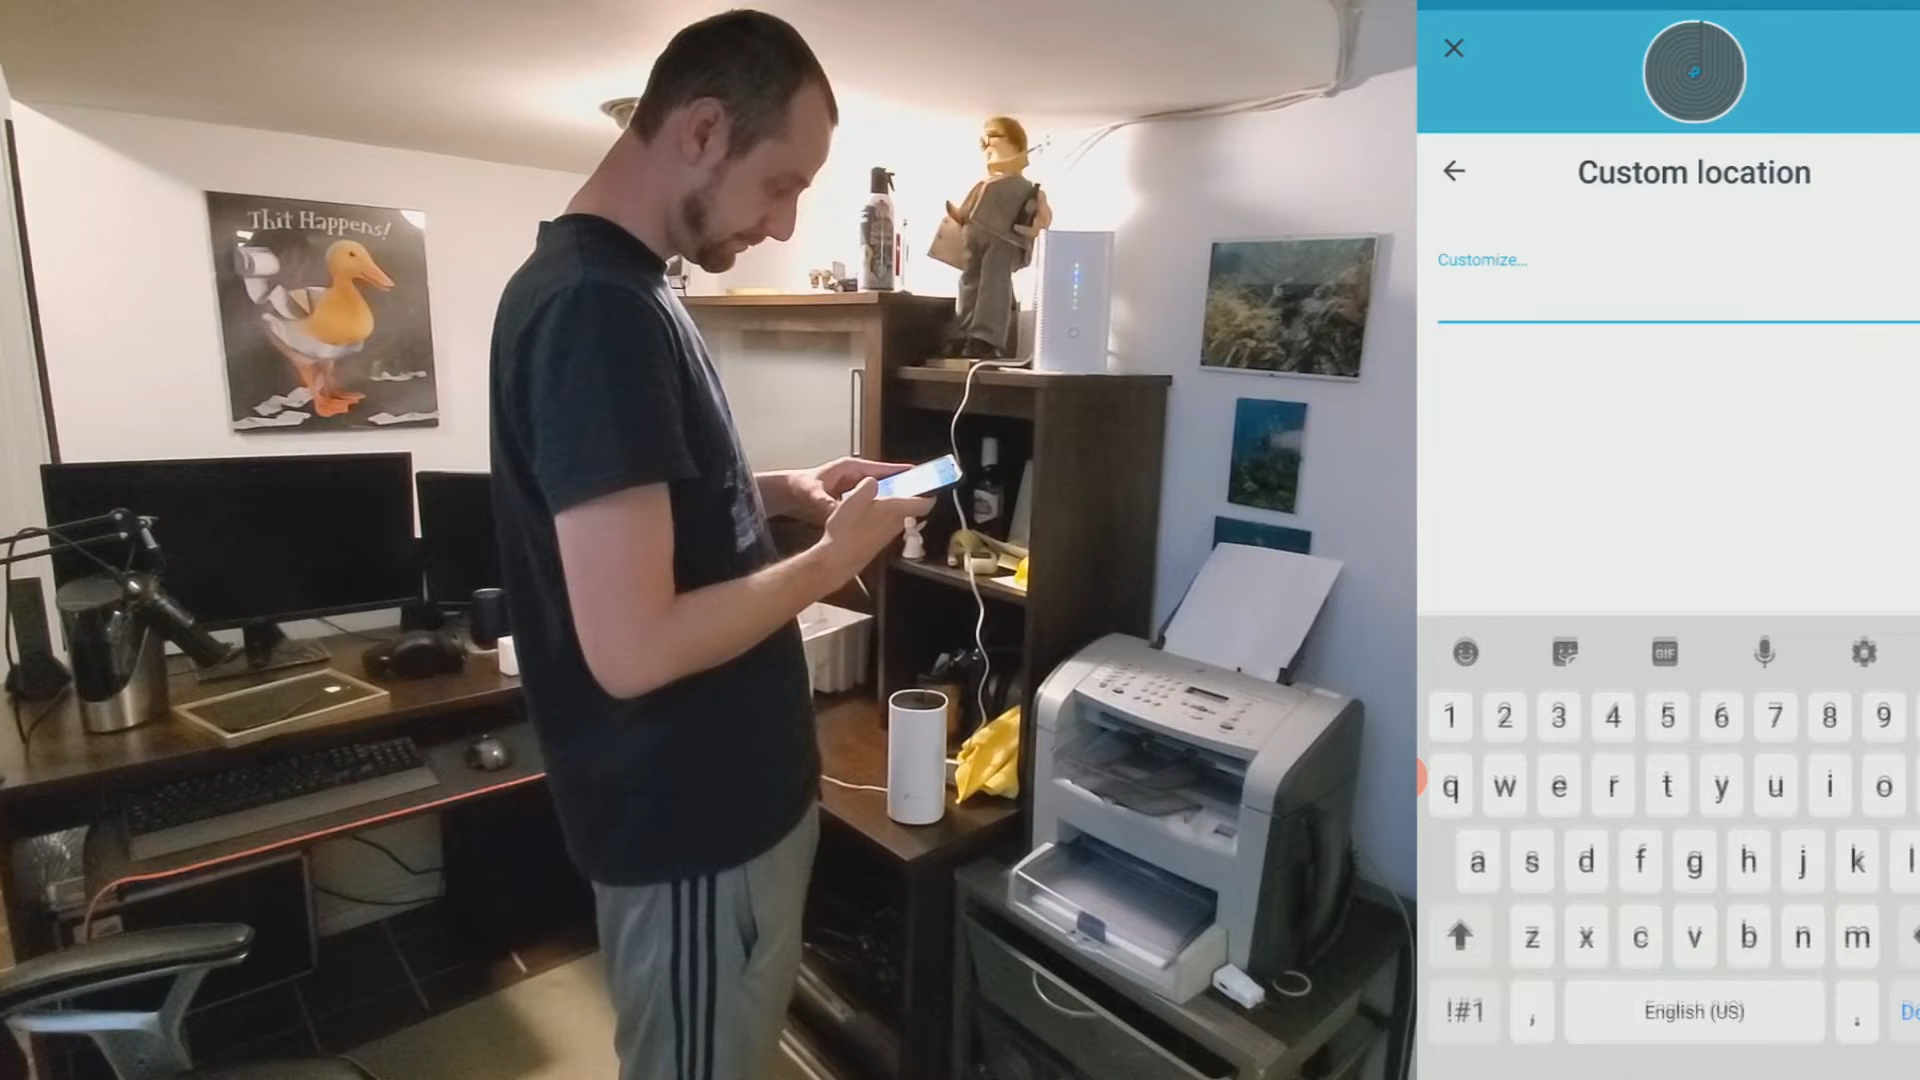 Thit Happens!
Custom location
Customize...
GIF
1 2 3 4 5 6 7 8 9
q w e r t y u i o
a s d f g h j k l
z x c v b n m
!#1 , English (US) .